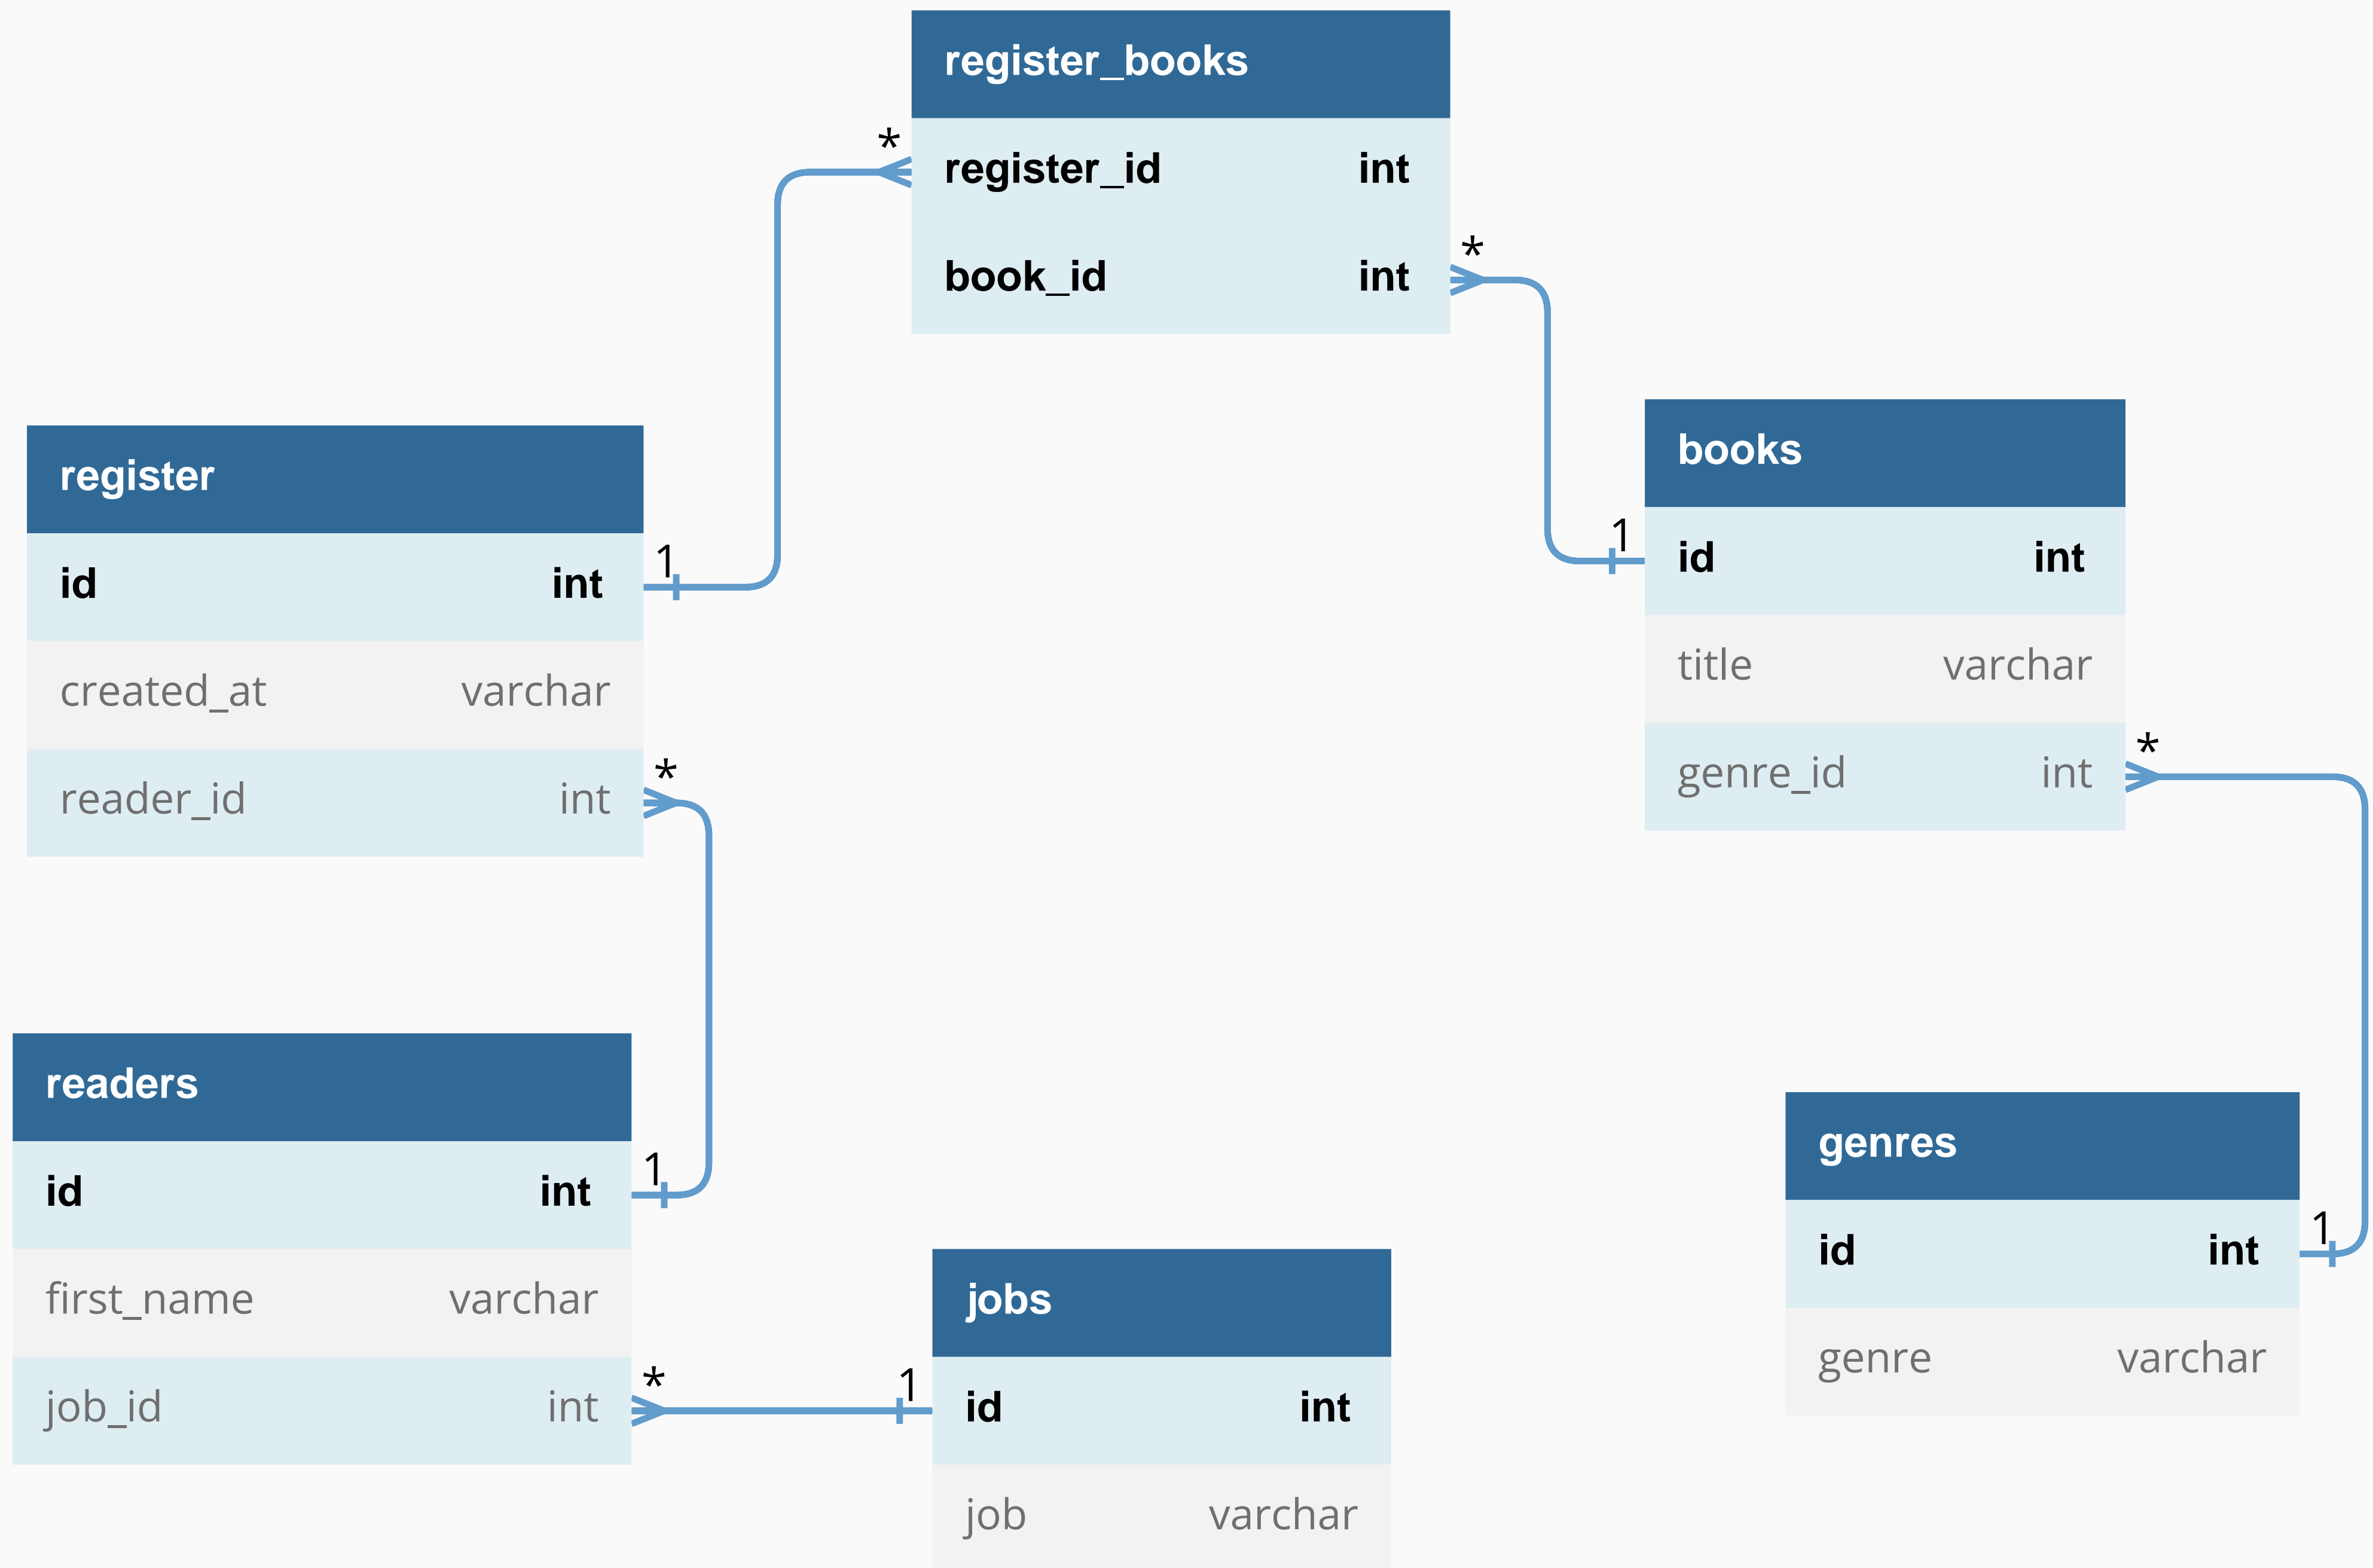 register_books
*
register_id int
*
book_id int
register
1
id int
created_at varchar
*
reader_id int
books
1
id int
title varchar
*
genre_id int
readers
1
id int
first_name varchar
*
job_id int
1
jobs
id int
job varchar
genres
1
id int
genre varchar